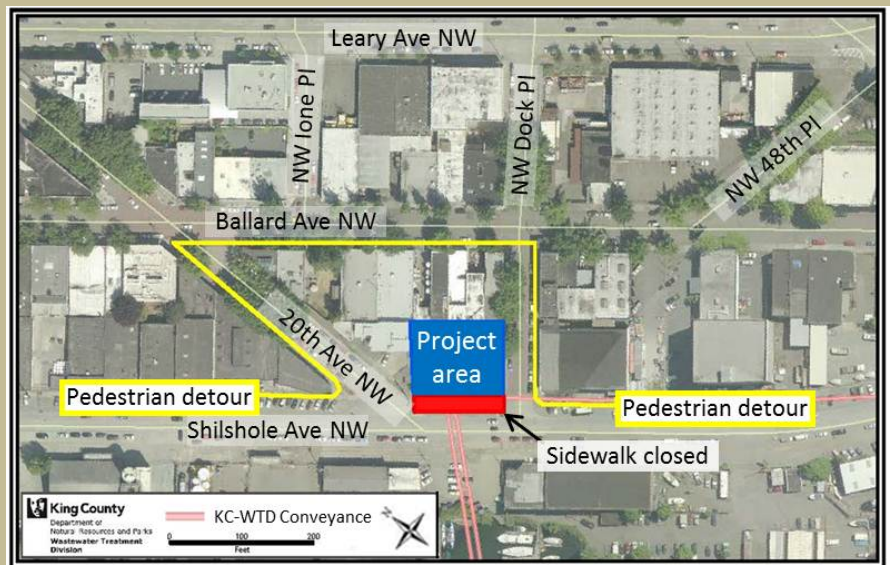 Leary Ave NW
NW Ione Pl
NW Dock Pl
NW 48th Pl
Ballard Ave NW
20th Ave NW
Project
area
Pedestrian detour
Pedestrian detour
Shilshole Ave NW
Sidewalk closed
King County
Department of
Natural Resources and Parks
Wastewater Treatment
Division
KC-WTD Conveyance
0 100 200
Feet